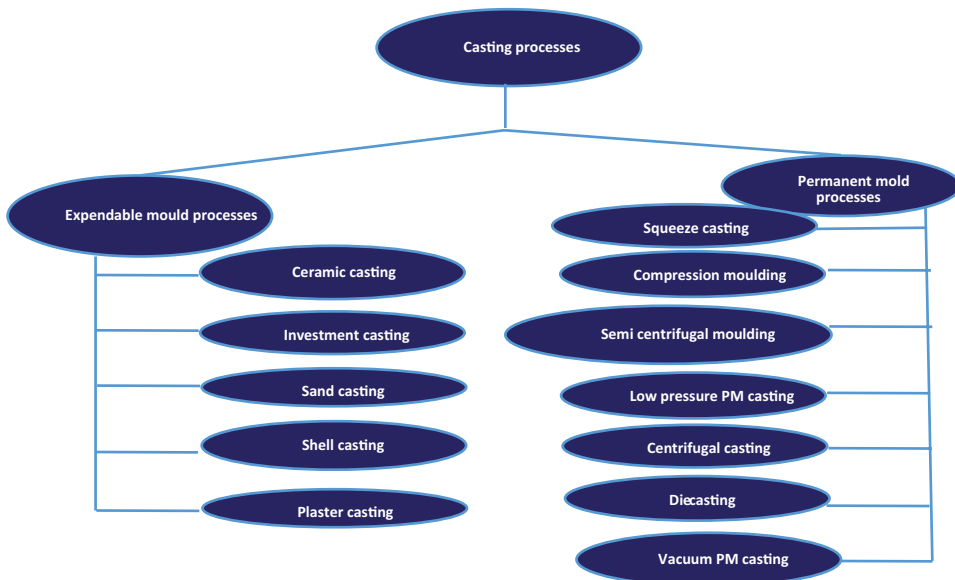 Casting processes
Expendable mould processes
Ceramic casting
Investment casting
Sand casting
Shell casting
Plaster casting
Permanent mold
processes
Squeeze casting
Compression moulding
Semi centrifugal moulding
Low pressure PM casting
Centrifugal casting
Diecasting
Vacuum PM casting